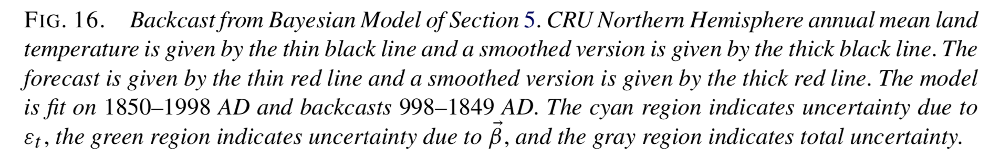 FIG. 16. Backcast from Bayesian Model of Section 5. CRU Northern Hemisphere annual mean land
temperature is given by the thin black line and a smoothed version is given by the thick black line. The
forecast is given by the thin red line and a smoothed version is given by the thick red line. The model
is fit on 1850–1998 AD and backcasts 998–1849 AD. The cyan region indicates uncertainty due to
εt, the green region indicates uncertainty due to β⃗, and the gray region indicates total uncertainty.